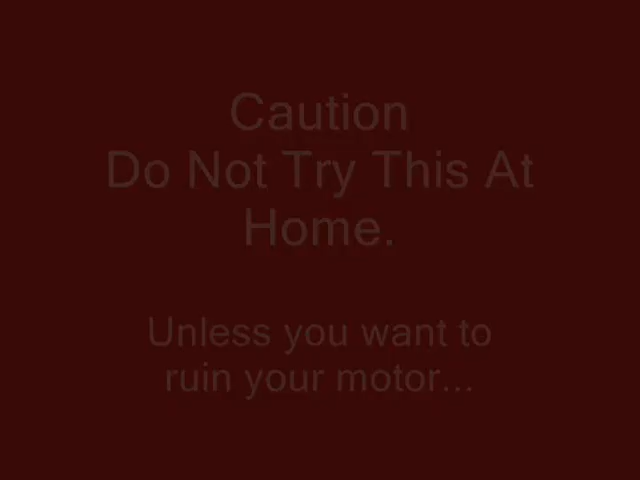 Caution
Do Not Try This At
Home.
Unless you want to
ruin your motor...